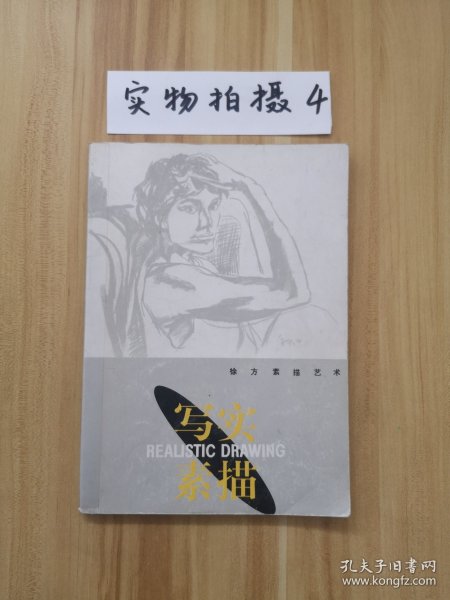 实物拍摄4
徐方素描艺术
写实
REALISTIC DRAWING
素描
孔夫子旧书网
www.kongfz.com